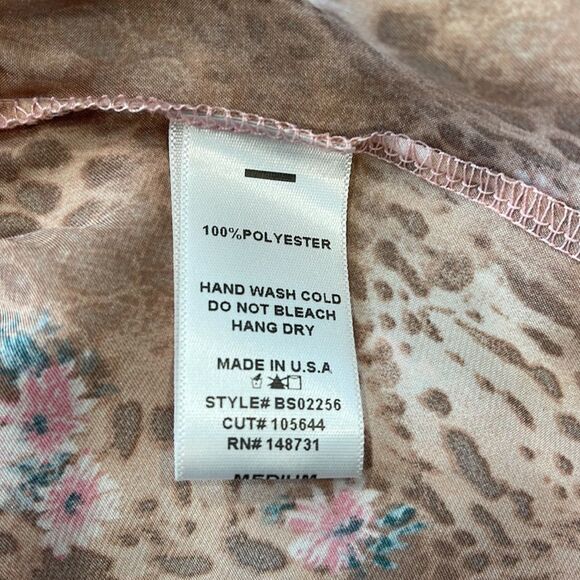 100%POLYESTER
HAND WASH COLD
DO NOT BLEACH
HANG DRY
MADE IN U.S.A
STYLE# BS02256
CUT# 105644
RN# 148731
MEDIUM